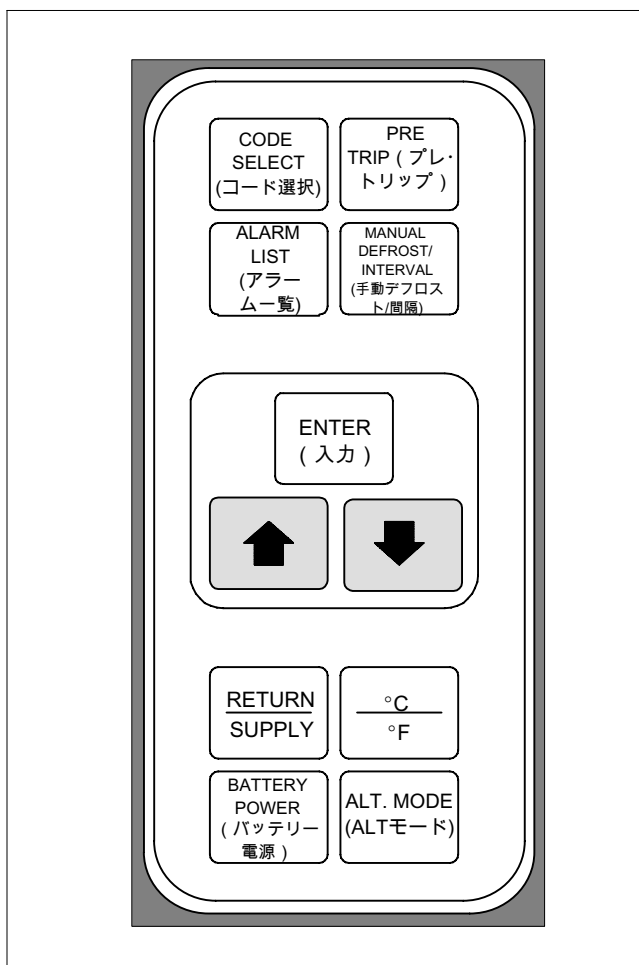 CODE
SELECT
(コード選択)
PRE
TRIP ( プレ･
トリップ )
ALARM
LIST
(アラー
ム一覧)
MANUAL
DEFROST/
INTERVAL
(手動デフロス
ト/間隔)
ENTER
( 入力 )
RETURN
SUPPLY
°C
°F
BATTERY
POWER
( バッテリー
電源 )
ALT. MODE
(ALTモード)